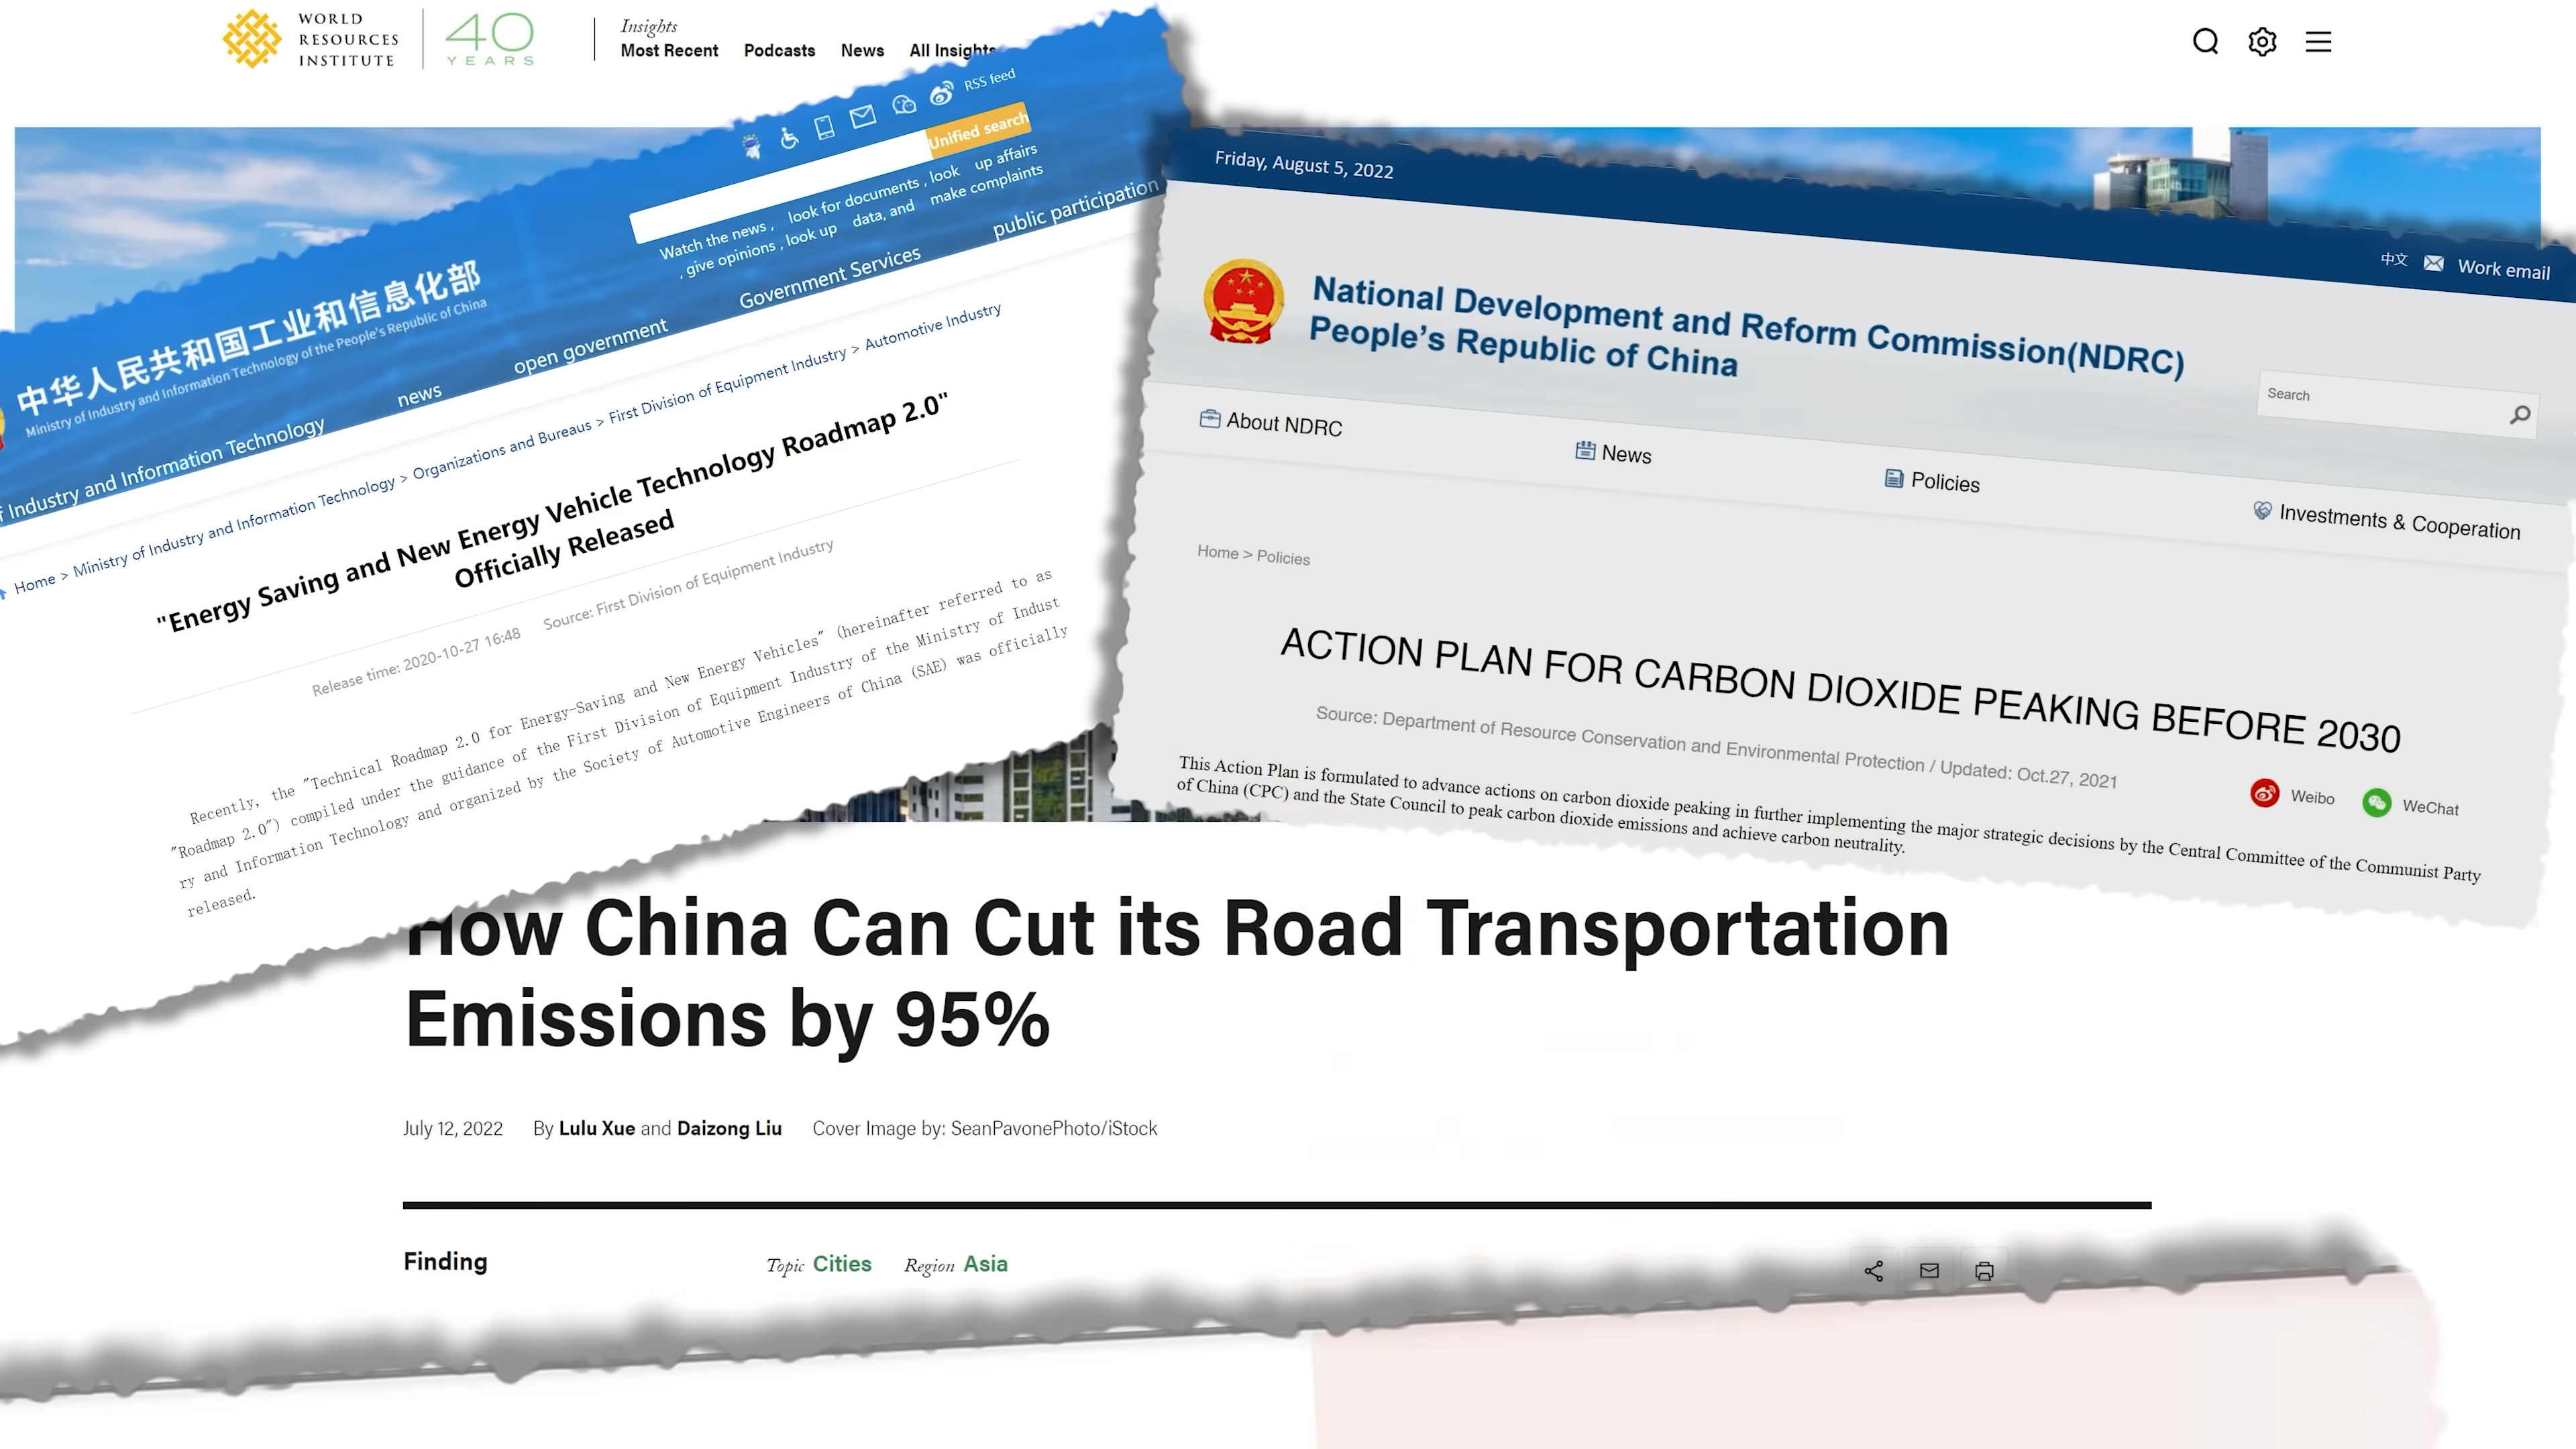 WORLD
RESOURCES
INSTITUTE
40
YEARS
Insights
Most Recent Podcasts News All Insights
RSS feed
Unified search
Watch the news , look for documents , look up affairs
, give opinions , look up data, and make complaints
中华人民共和国工业和信息化部
Ministry of Industry and Information Technology of the People's Republic of China
Industry and Information Technology news open government Government Services public participation
Home > Ministry of Industry and Information Technology > Organizations and Bureaus > First Division of Equipment Industry > Automotive Industry
"Energy Saving and New Energy Vehicle Technology Roadmap 2.0"
Officially Released
Release time: 2020-10-27 16:48 Source: First Division of Equipment Industry
Recently, the "Technical Roadmap 2.0 for Energy-Saving and New Energy Vehicles" (hereinafter referred to as
"Roadmap 2.0") compiled under the guidance of the First Division of Equipment Industry of the Ministry of Indust
ry and Information Technology and organized by the Society of Automotive Engineers of China (SAE) was officially
released.
Friday, August 5, 2022
中文 Work email
National Development and Reform Commission(NDRC)
People's Republic of China
Search
About NDRC News Policies Investments & Cooperation
Home > Policies
ACTION PLAN FOR CARBON DIOXIDE PEAKING BEFORE 2030
Source: Department of Resource Conservation and Environmental Protection / Updated: Oct.27, 2021
Weibo WeChat
This Action Plan is formulated to advance actions on carbon dioxide peaking in further implementing the major strategic decisions by the Central Committee of the Communist Party
of China (CPC) and the State Council to peak carbon dioxide emissions and achieve carbon neutrality.
How China Can Cut its Road Transportation
Emissions by 95%
July 12, 2022 By Lulu Xue and Daizong Liu Cover Image by: SeanPavonePhoto/iStock
Finding Topic Cities Region Asia